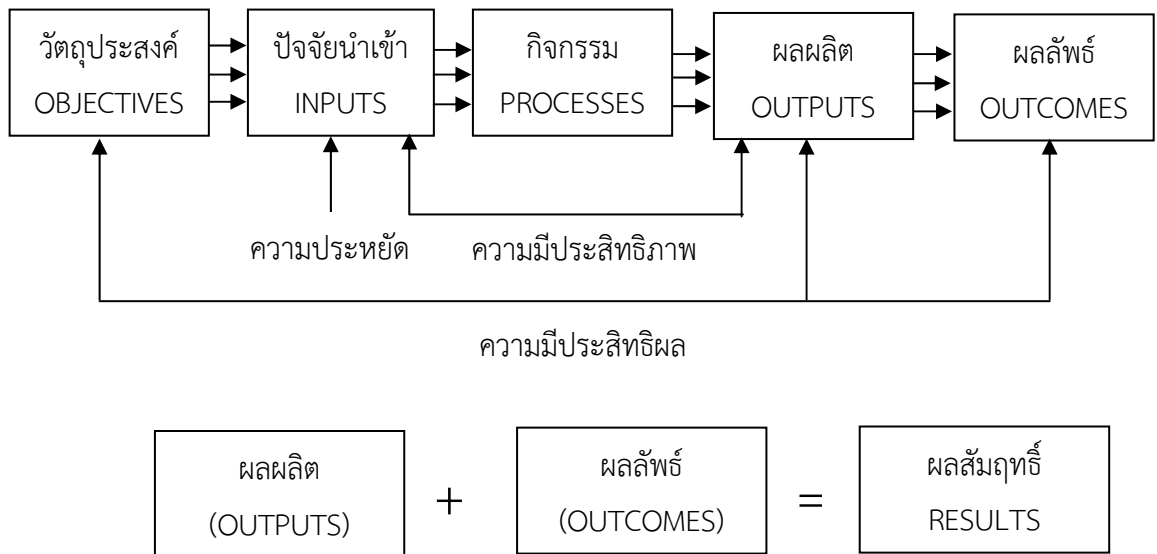 วัตถุประสงค์
OBJECTIVES
ปัจจัยนำเข้า
INPUTS
กิจกรรม
PROCESSES
ผลผลิต
OUTPUTS
ผลลัพธ์
OUTCOMES
ความประหยัด
ความมีประสิทธิภาพ
ความมีประสิทธิผล
ผลผลิต
(OUTPUTS)
+
ผลลัพธ์
(OUTCOMES)
=
ผลสัมฤทธิ์
RESULTS